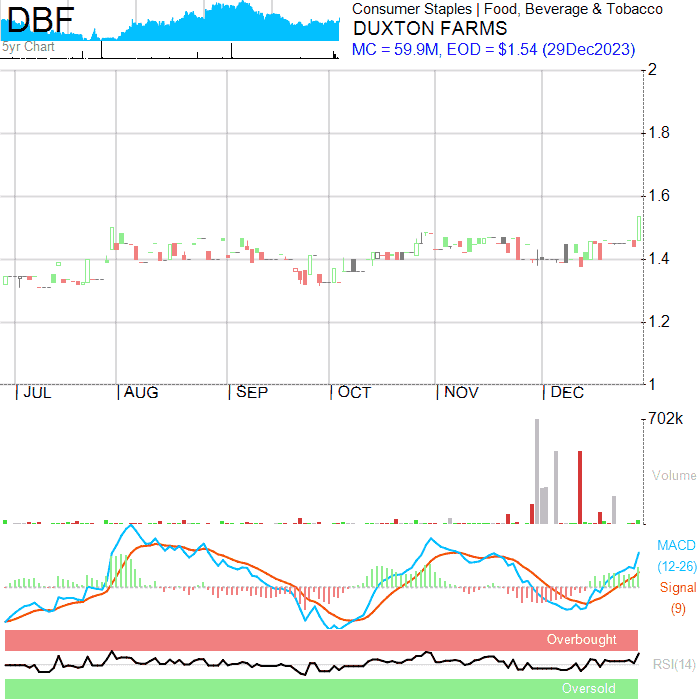 DBF
5yr Chart
Consumer Staples | Food, Beverage & Tobacco
DUXTON FARMS
MC = 59.9M, EOD = $1.54 (29Dec2023)
2
1.8
1.6
1.4
1.2
1
JUL
AUG
SEP
OCT
NOV
DEC
702k
Volume
MACD
(12-26)
Signal
(9)
Overbought
RSI(14)
Oversold